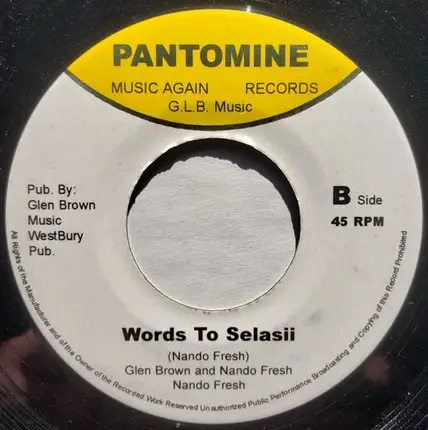 PANTOMINE
MUSIC AGAIN RECORDS
G.L.B. Music
Pub. By:
Glen Brown
Music
WestBury
Pub.
B Side
45 RPM
Words To Selasii
(Nando Fresh)
Glen Brown and Nando Fresh
Nando Fresh
All Rights of the Manufacturer and of the Owner of the Recorded Work Reserved Unauthorized Public Performance Broadcasting and Copying of this Record Prohibited